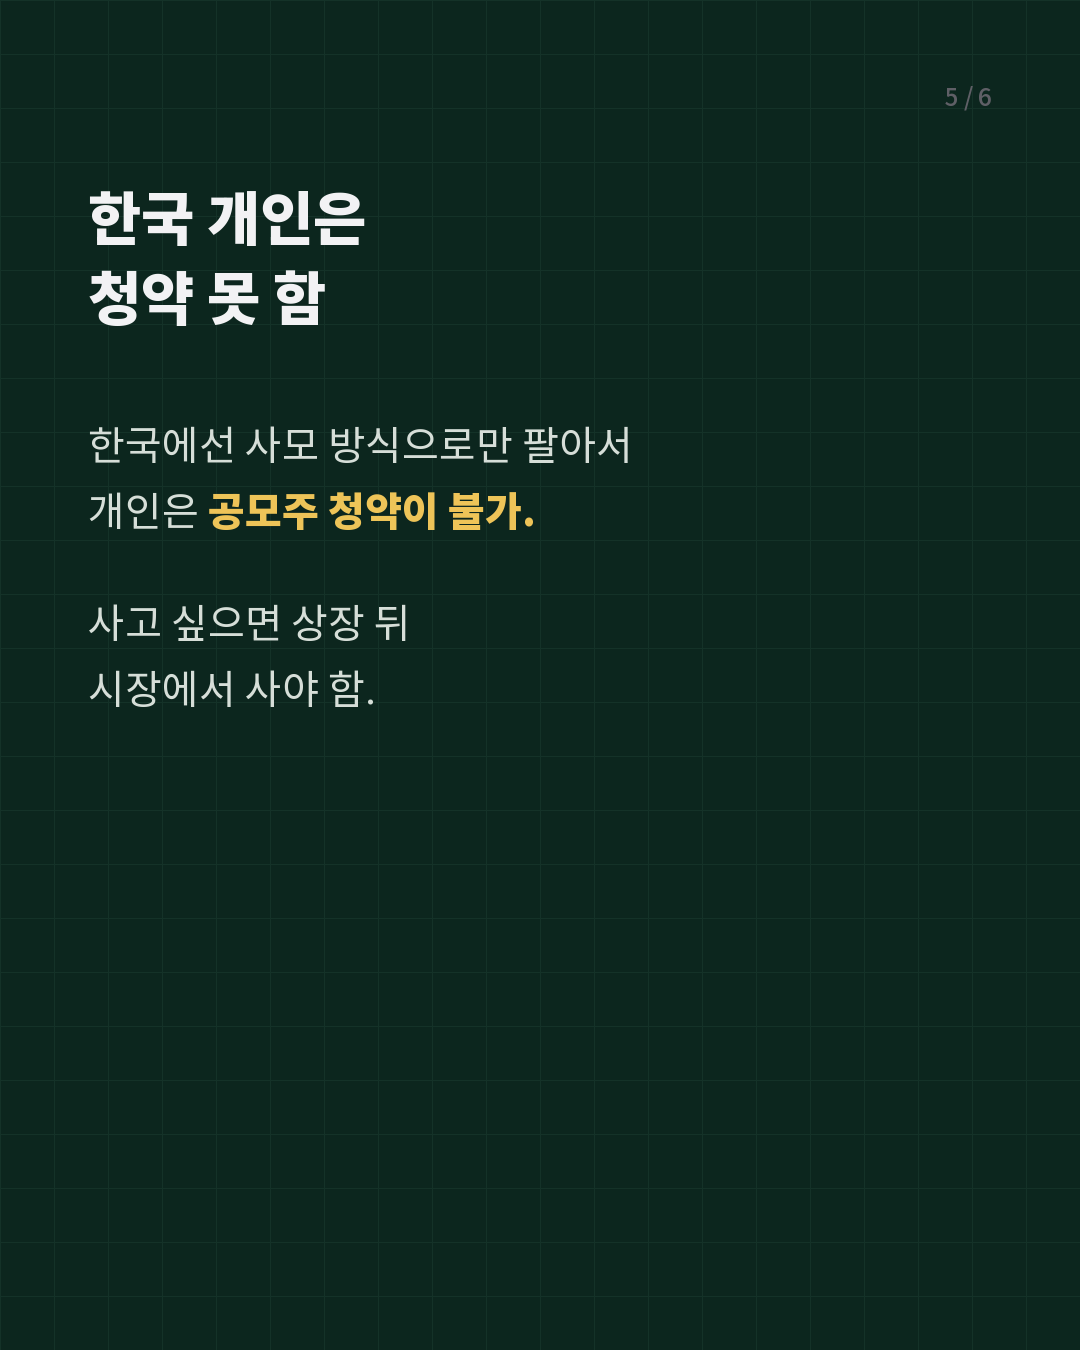 5 / 6
한국 개인은
청약 못 함
한국에선 사모 방식으로만 팔아서
개인은 공모주 청약이 불가.
사고 싶으면 상장 뒤
시장에서 사야 함.